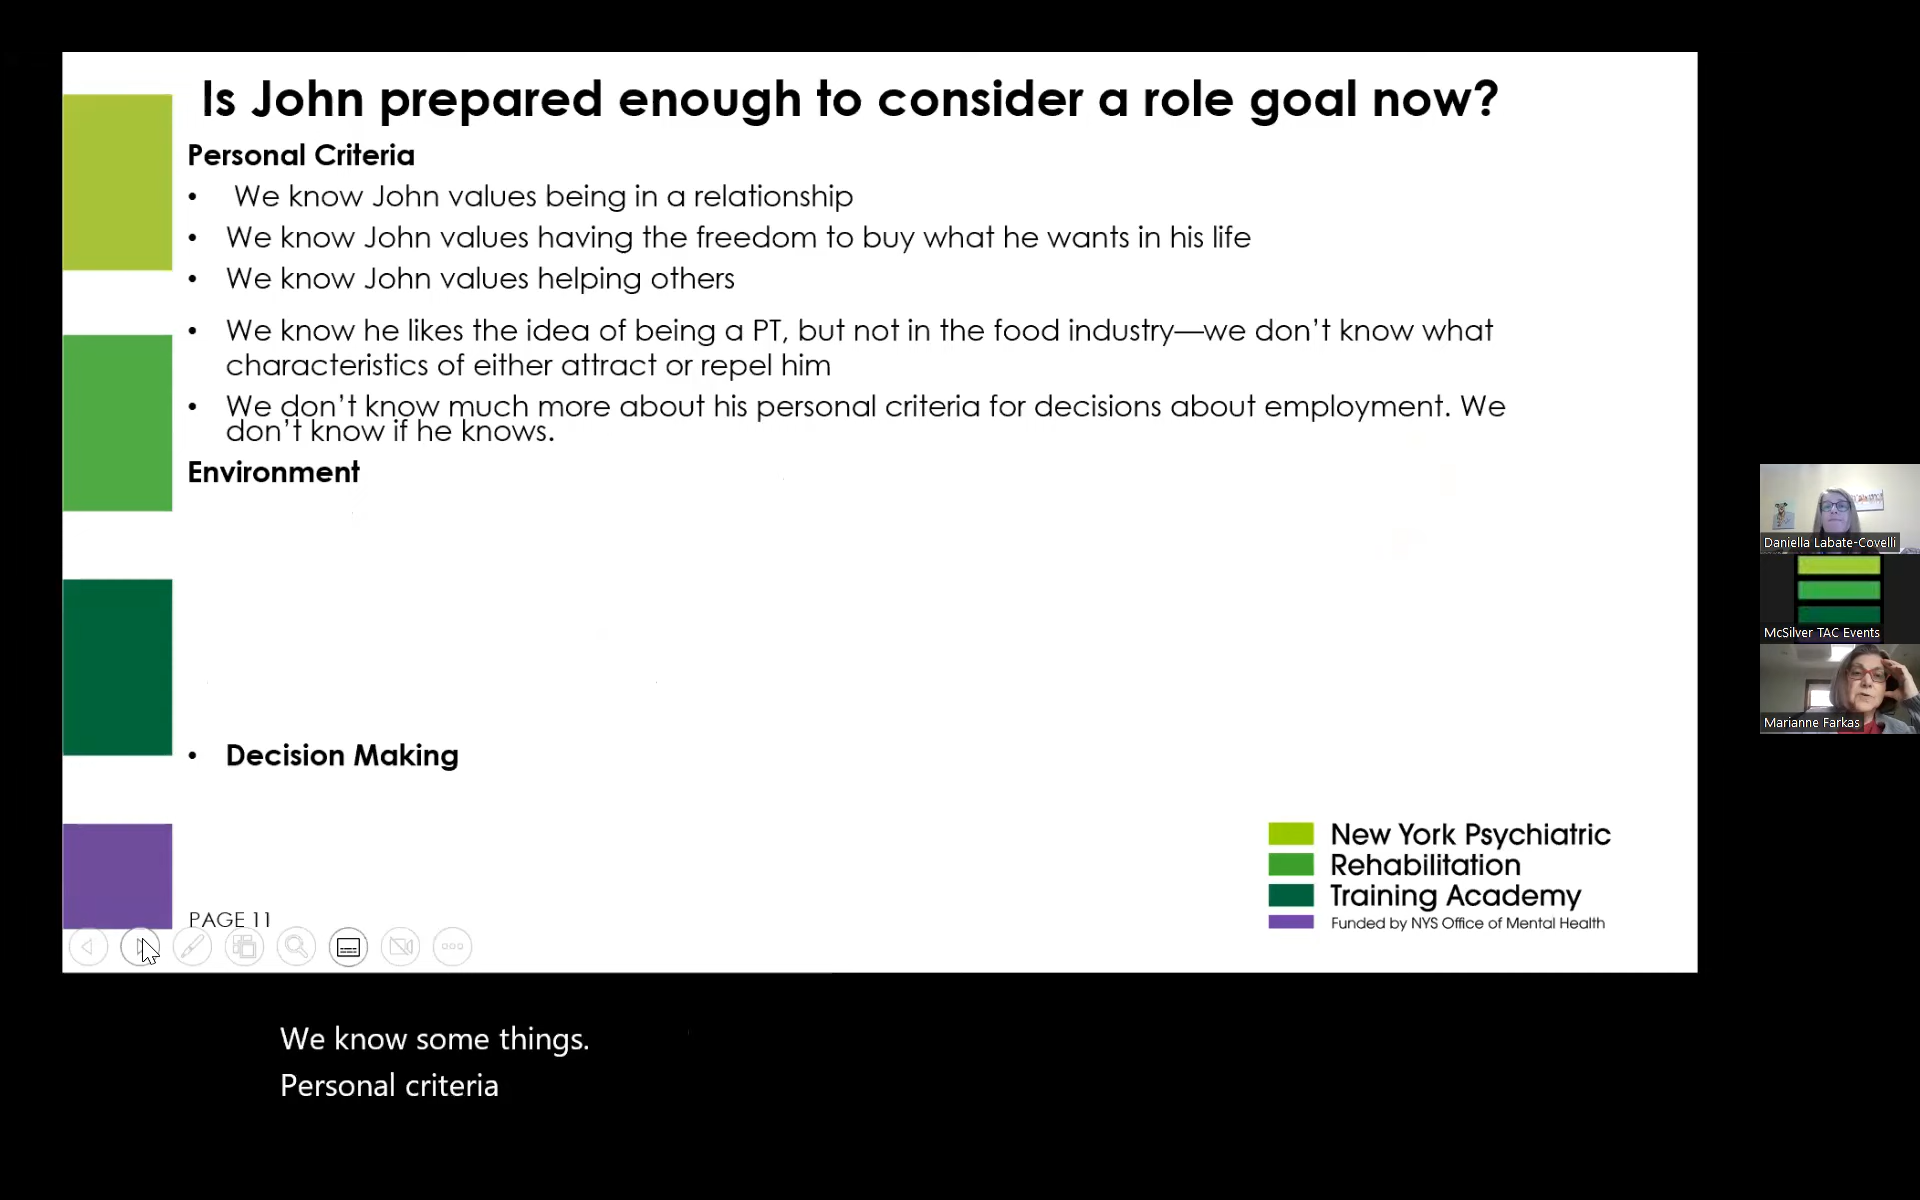 Is John prepared enough to consider a role goal now?
Personal Criteria
• We know John values being in a relationship
• We know John values having the freedom to buy what he wants in his life
• We know John values helping others
• We know he likes the idea of being a PT, but not in the food industry—we don’t know what
characteristics of either attract or repel him
• We don’t know much more about his personal criteria for decisions about employment. We
don’t know if he knows.
Environment
• Decision Making
New York Psychiatric
Rehabilitation
Training Academy
Funded by NYS Office of Mental Health
PAGE 11
Daniella Labate-Covelli
McSilver TAC Events
Marianne Farkas
We know some things.
Personal criteria